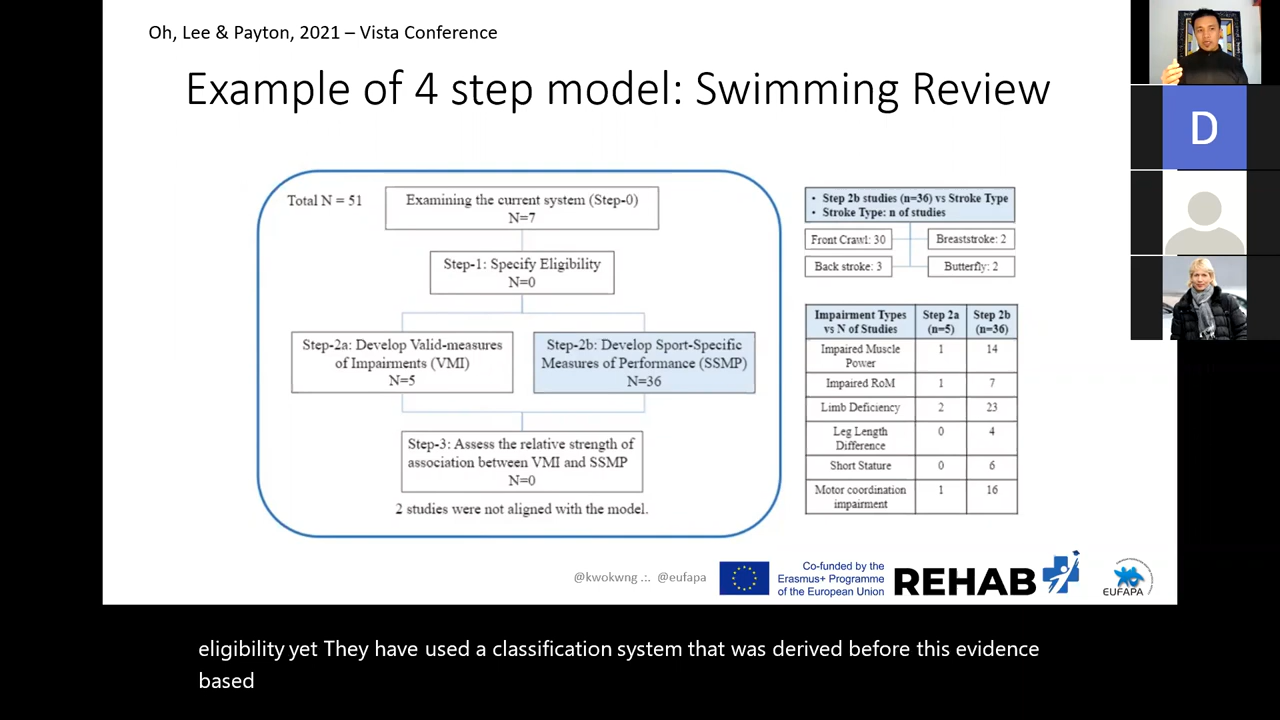 Oh, Lee & Payton, 2021 – Vista Conference
Example of 4 step model: Swimming Review
Total N = 51
Examining the current system (Step-0)
N=7
Step-1: Specify Eligibility
N=0
Step-2a: Develop Valid-measures
of Impairments (VMI)
N=5
Step-2b: Develop Sport-Specific
Measures of Performance (SSMP)
N=36
Step-3: Assess the relative strength of
association between VMI and SSMP
N=0
2 studies were not aligned with the model.
• Step 2b studies (n=36) vs Stroke Type
• Stroke Type: n of studies
Front Crawl: 30
Breaststroke: 2
Back stroke: 3
Butterfly: 2
Impairment Types
vs N of Studies
Step 2a
(n=5)
Step 2b
(n=36)
Impaired Muscle
Power
1
14
Impaired RoM
1
7
Limb Deficiency
2
23
Leg Length
Difference
0
4
Short Stature
0
6
Motor coordination
impairment
1
16
@kwokwng .:. @eufapa
Co-funded by the
Erasmus+ Programme
of the European Union
REHAB
EUFAPA
D
eligibility yet They have used a classification system that was derived before this evidence
based